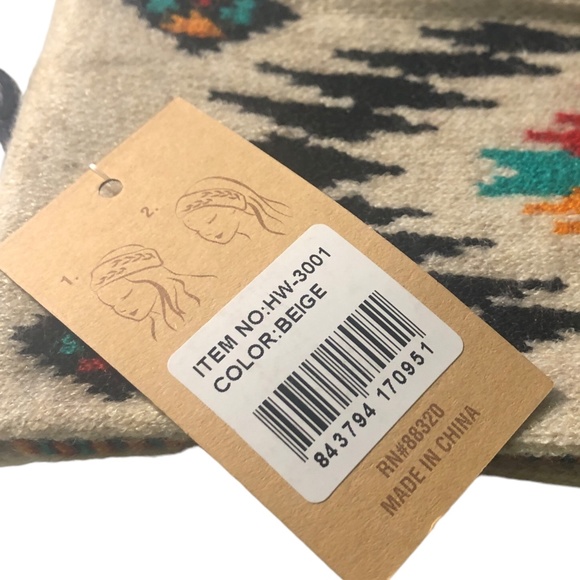 1.
2.
ITEM NO:HW-3001
COLOR:BEIGE
843794 170951
RN#88320
MADE IN CHINA